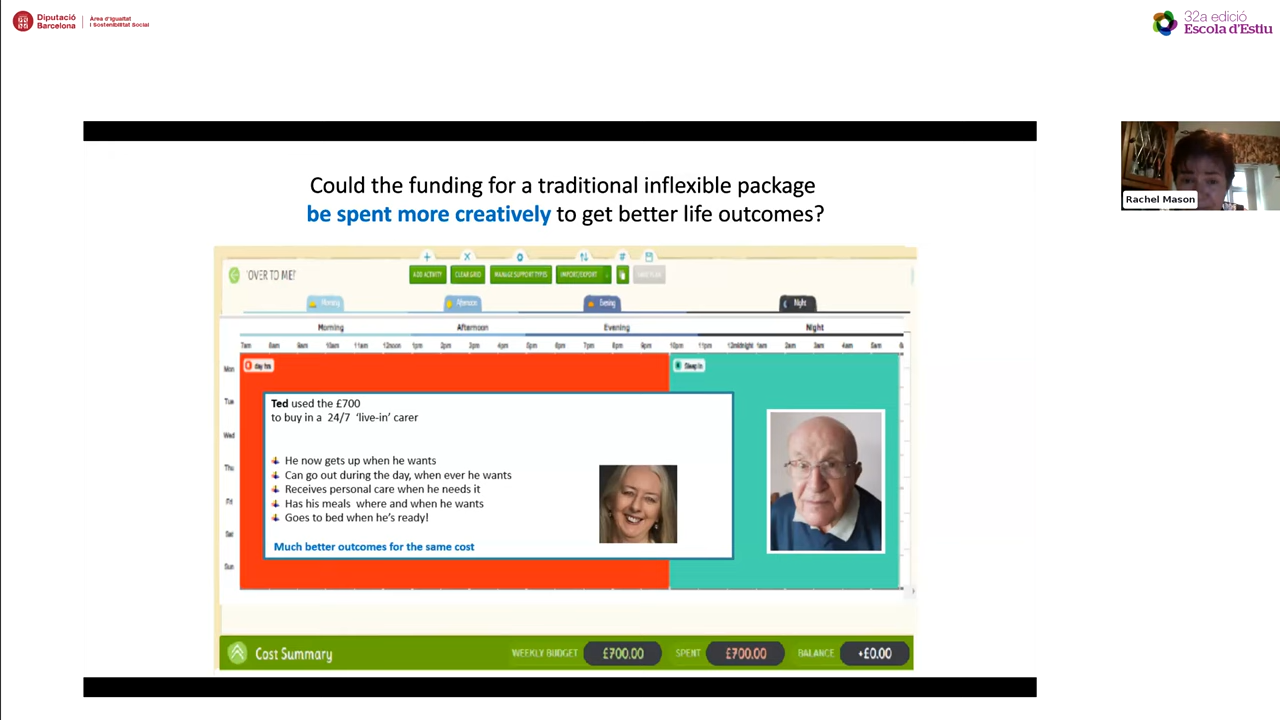 Diputació
Barcelona
Àrea d'Igualtat
i Sostenibilitat Social
32a edició
Escola d'Estiu
Rachel Mason
Could the funding for a traditional inflexible package
be spent more creatively to get better life outcomes?
'OVER TO ME!'
ADD ACTIVITY
CLEAR GRID
MANAGE SUPPORT TYPES
IMPORT/EXPORT
Morning
Afternoon
Evening
Night
Morning
Afternoon
Evening
Night
7am 8am 9am 10am 11am 12noon 1pm 2pm 3pm 4pm 5pm 6pm 7pm 8pm 9pm 10pm 11pm 12midnight 1am 2am 3am 4am 5am
Mon
Tue
Wed
Thu
Fri
Sat
Sun
day hrs
Sleep in
Ted used the £700
to buy in a 24/7 'live-in' carer
He now gets up when he wants
Can go out during the day, when ever he wants
Receives personal care when he needs it
Has his meals where and when he wants
Goes to bed when he's ready!
Much better outcomes for the same cost
Cost Summary
WEEKLY BUDGET £700.00 SPENT £700.00 BALANCE +£0.00